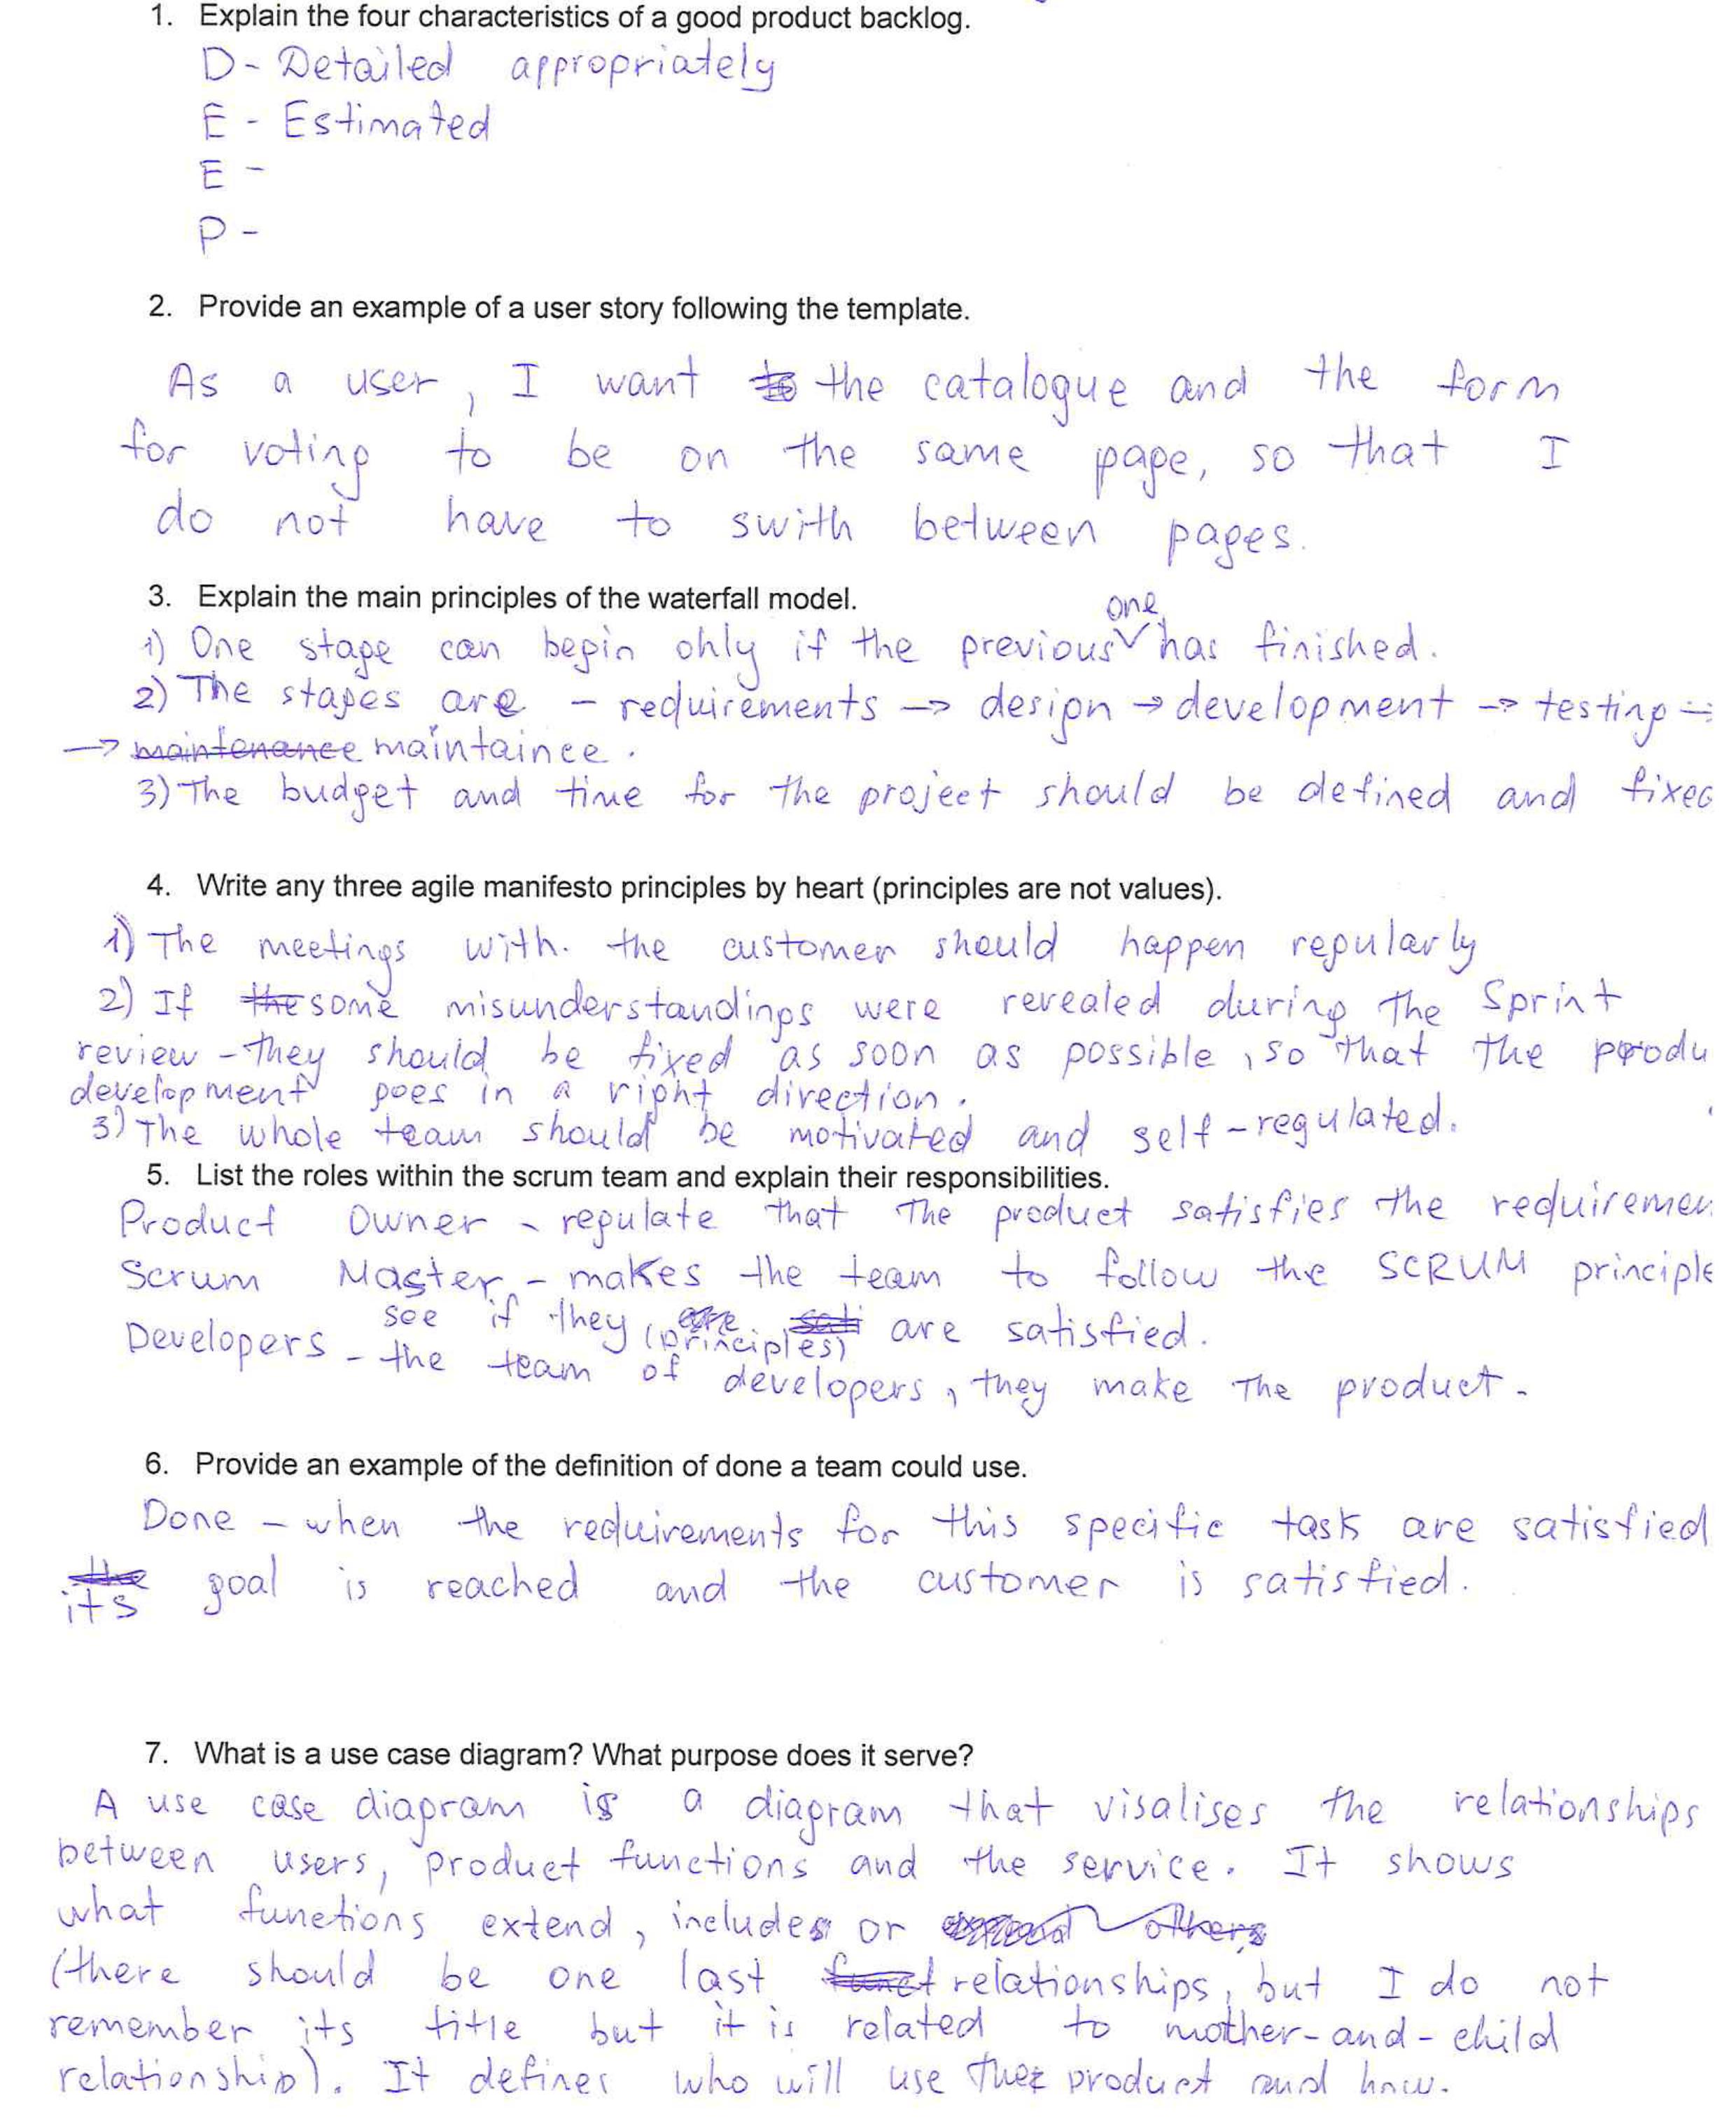 1. Explain the four characteristics of a good product backlog.
D - Detailed appropriately
E - Estimated
E -
P -
2. Provide an example of a user story following the template.
As a user, I want to the catalogue and the form
for voting to be on the same page, so that I
do not have to swith between pages.
3. Explain the main principles of the waterfall model.
one
1) One stage can begin only if the previous has finished.
2) The stages are - requirements -> design -> development -> testing -
-> maintenance maintainee.
3) The budget and time for the project should be defined and fixed
4. Write any three agile manifesto principles by heart (principles are not values).
1) The meetings with the customer should happen regularly
2) If the some misunderstandings were revealed during the Sprint
review - they should be fixed as soon as possible, so that the produ
development goes in a right direction.
3) The whole team should be motivated and self-regulated.
5. List the roles within the scrum team and explain their responsibilities.
Product Owner - regulate that the product satisfies the requiremen
Scrum Master - makes the team to follow the SCRUM principle
see if they are (principles) are satisfied.
Developers - the team of developers, they make the product.
6. Provide an example of the definition of done a team could use.
Done - when the requirements for this specific task are satisfied
the its goal is reached and the customer is satisfied.
7. What is a use case diagram? What purpose does it serve?
A use case diagram is a diagram that visalises the relationships
between users, product functions and the service. It shows
what functions extend, includes or others
(there should be one last funct relationships, but I do not
remember its title but it is related to mother-and-child
relationship). It defines who will use the product and how.